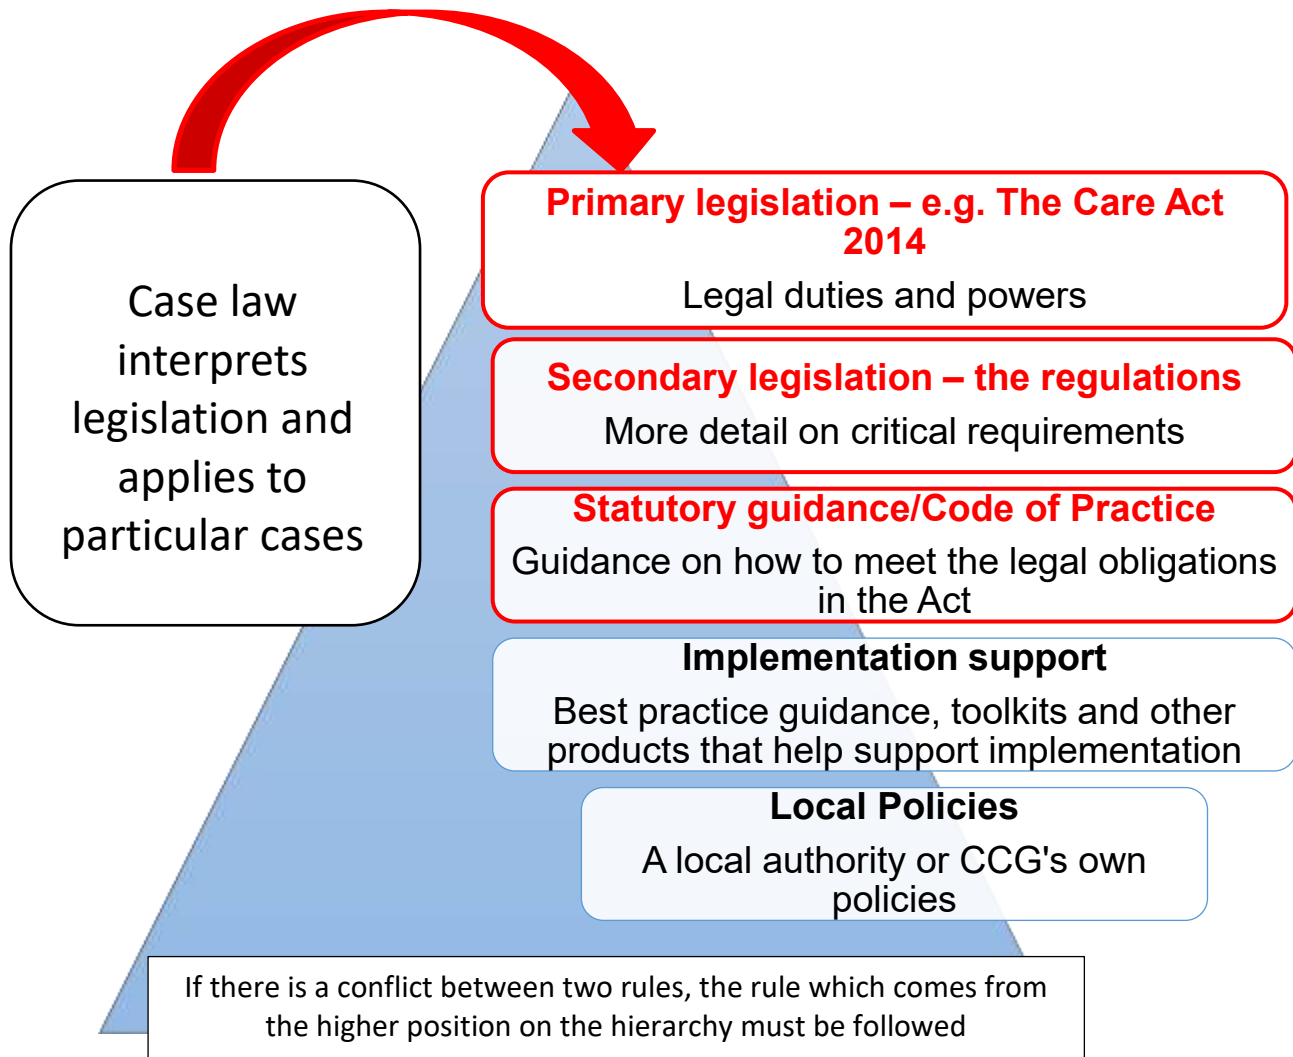 Case law
interprets
legislation and
applies to
particular cases
Primary legislation – e.g. The Care Act
2014
Legal duties and powers
Secondary legislation – the regulations
More detail on critical requirements
Statutory guidance/Code of Practice
Guidance on how to meet the legal obligations
in the Act
Implementation support
Best practice guidance, toolkits and other
products that help support implementation
Local Policies
A local authority or CCG's own
policies
If there is a conflict between two rules, the rule which comes from
the higher position on the hierarchy must be followed